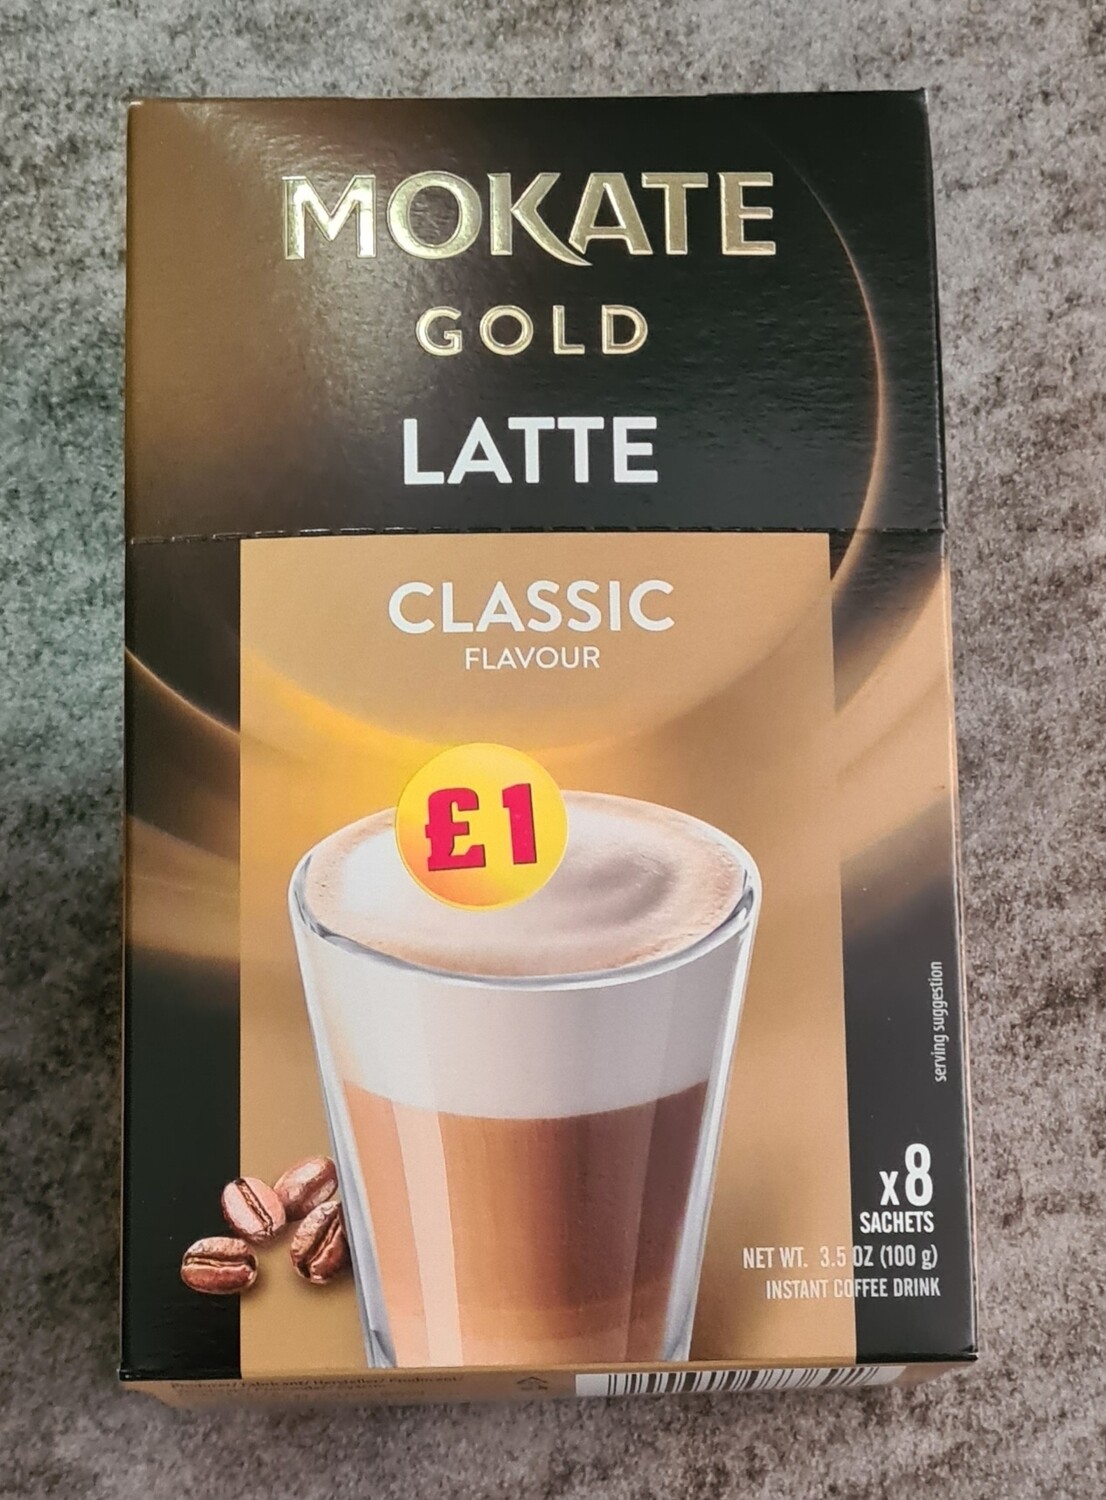 MOKATE
GOLD
LATTE
CLASSIC
FLAVOUR
£1
serving suggestion
x8
SACHETS
NET WT. 3.5 OZ (100 g)
INSTANT COFFEE DRINK